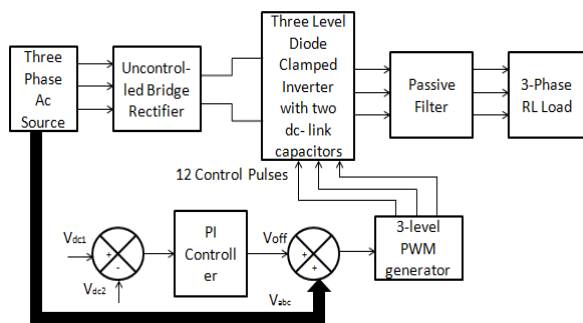 Three
Phase
Ac
Source
Uncontrol-
led Bridge
Rectifier
Three Level
Diode
Clamped
Inverter
with two
dc- link
capacitors
Passive
Filter
3-Phase
RL Load
12 Control Pulses
Vdc1
+
-
Vdc2
PI
Controll
er
Voff
+
+
Vabc
3-level
PWM
generator